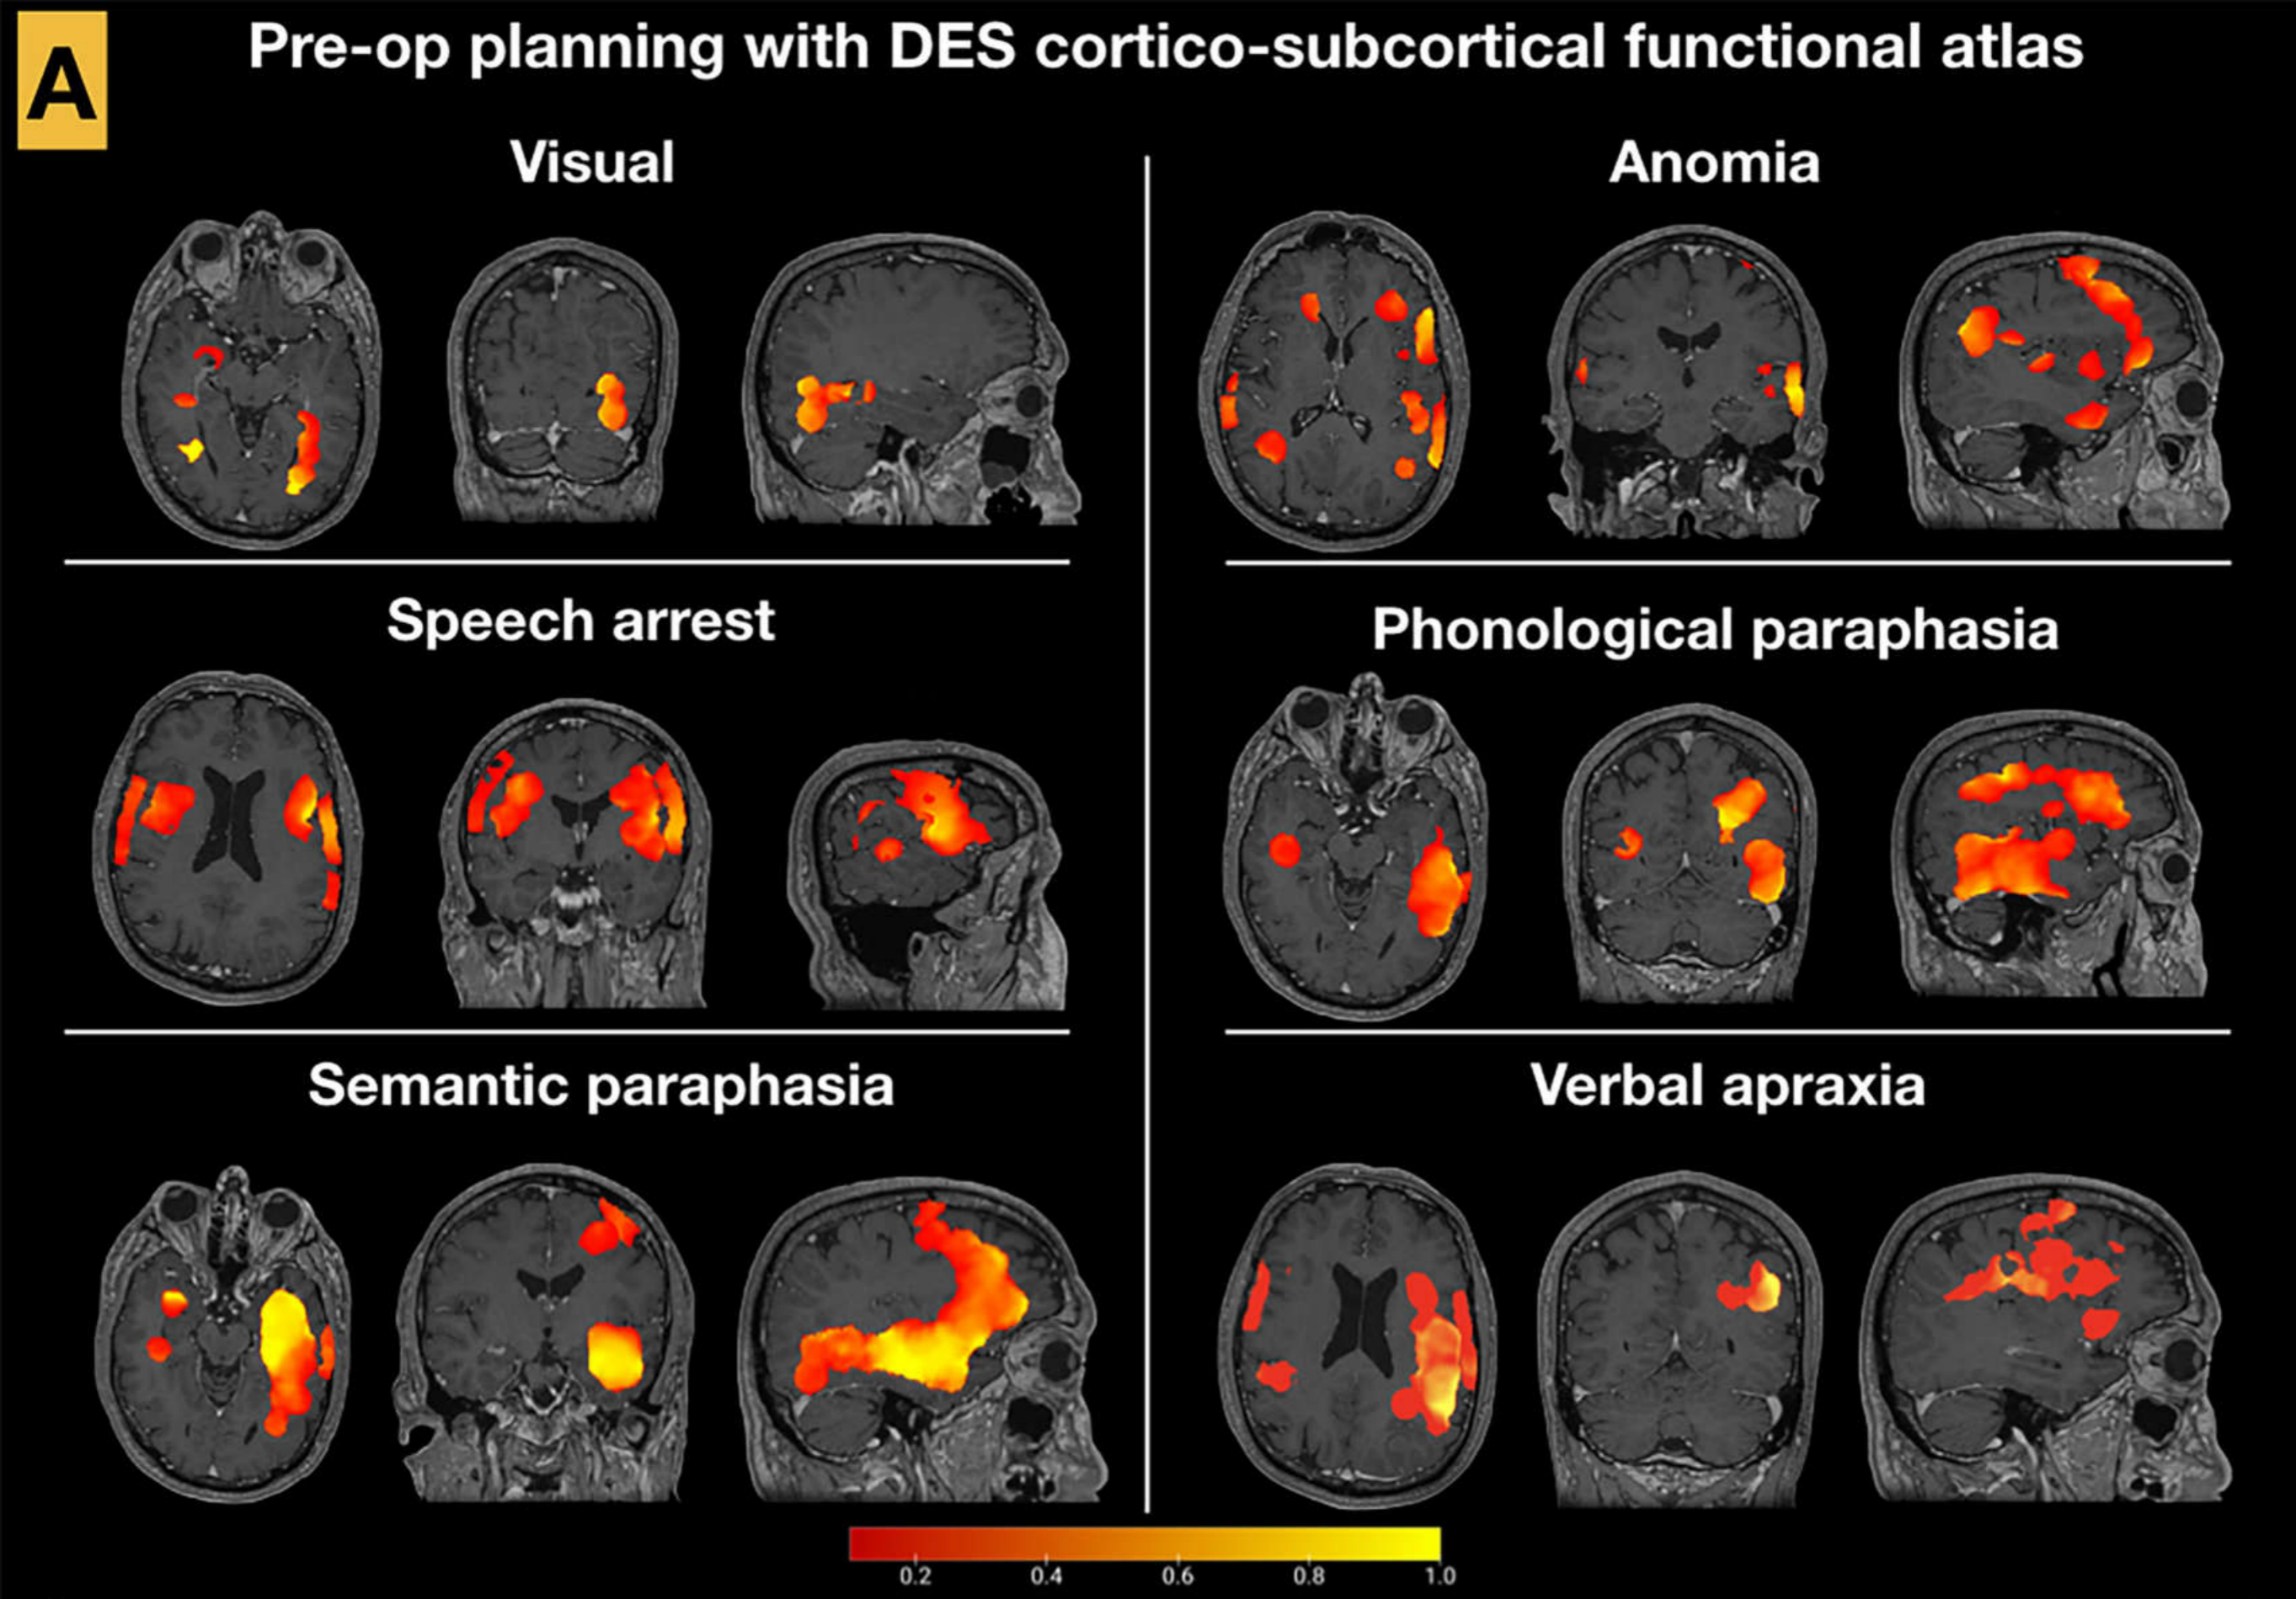 A
Pre-op planning with DES cortico-subcortical functional atlas
Visual
Anomia
Speech arrest
Phonological paraphasia
Semantic paraphasia
Verbal apraxia
0.2 0.4 0.6 0.8 1.0